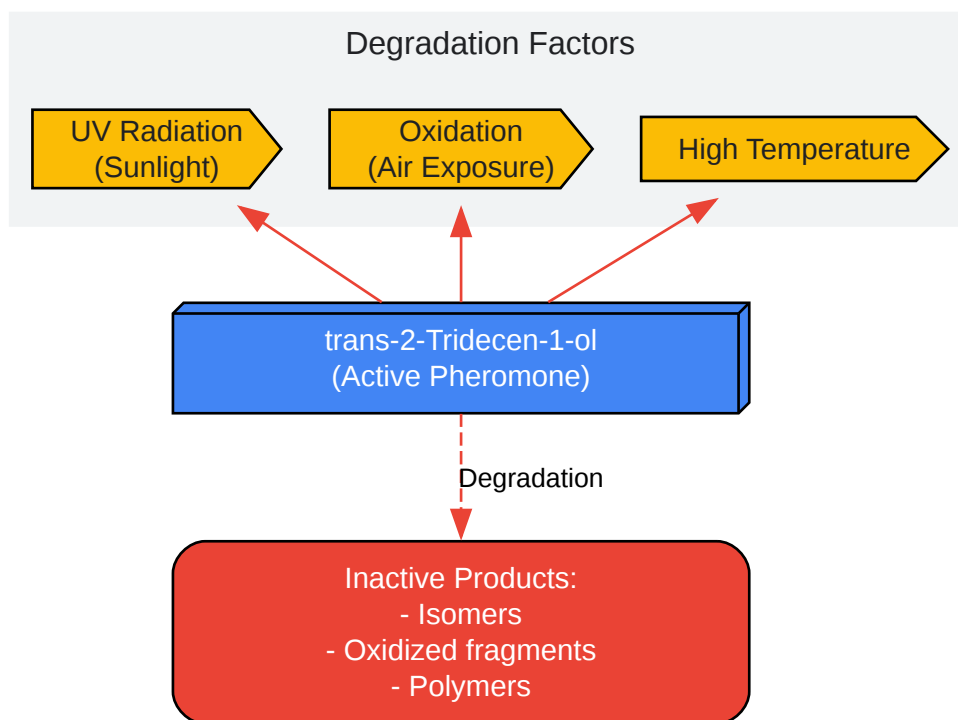 Degradation Factors
UV Radiation
(Sunlight)
Oxidation
(Air Exposure)
High Temperature
trans-2-Tridecen-1-ol
(Active Pheromone)
Degradation
Inactive Products:
- Isomers
- Oxidized fragments
- Polymers